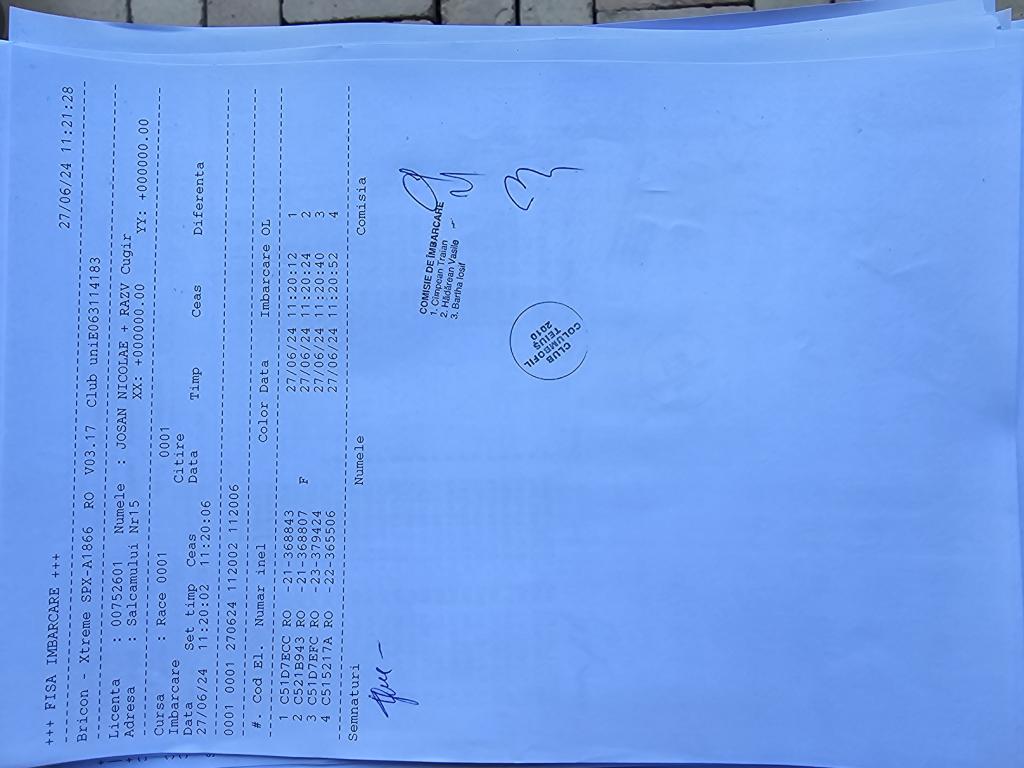 +++ FISA IMBARCARE +++
27/06/24 11:21:28
Bricon - Xtreme SPX-A1866 RO V03.17 Club un1E063114183
Licenta : 00752601 Numele : JOSAN NICOLAE + RAZV Cugir
Adresa : Salcamului Nr15 XX: +000000.00 YY: +000000.00
Cursa : Race 0001 0001
Imbarcare Citire
Data Set timp Ceas Data Timp Ceas Diferenta
27/06/24 11:20:02 11:20:06
0001 0001 270624 112002 112006
#. Cod El. Numar inel Color Data Imbarcare OL
1 C51D7ECC RO -21-368843 27/06/24 11:20:12 1
2 C521B943 RO -21-368807 F 27/06/24 11:20:24 2
3 C51D7EFC RO -23-379424 27/06/24 11:20:40 3
4 C515217A RO -22-365506 27/06/24 11:20:52 4
Semnaturi Numele Comisia
COMISIE DE ÎMBARCARE
1. Cîmpean Traian
2. Hădărean Vasile
3. Bartha Iosif
CLUB
COLUMBOFIL
TEIUŞ
2010